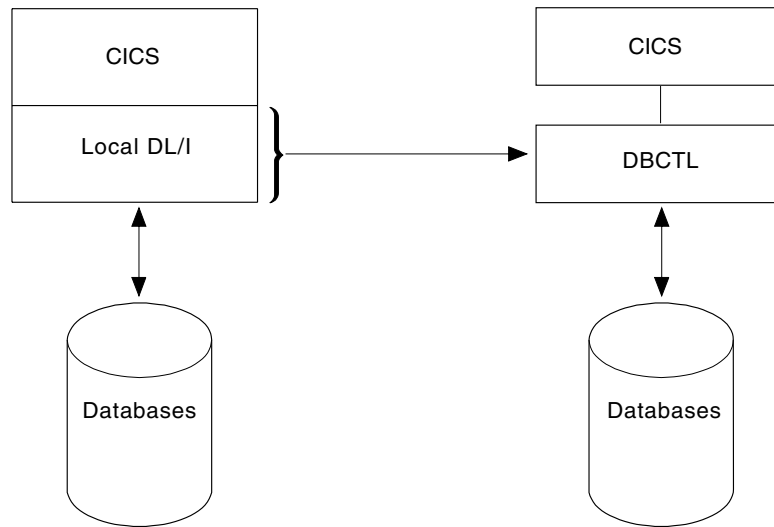 CICS
Local DL/I
Databases
CICS
DBCTL
Databases